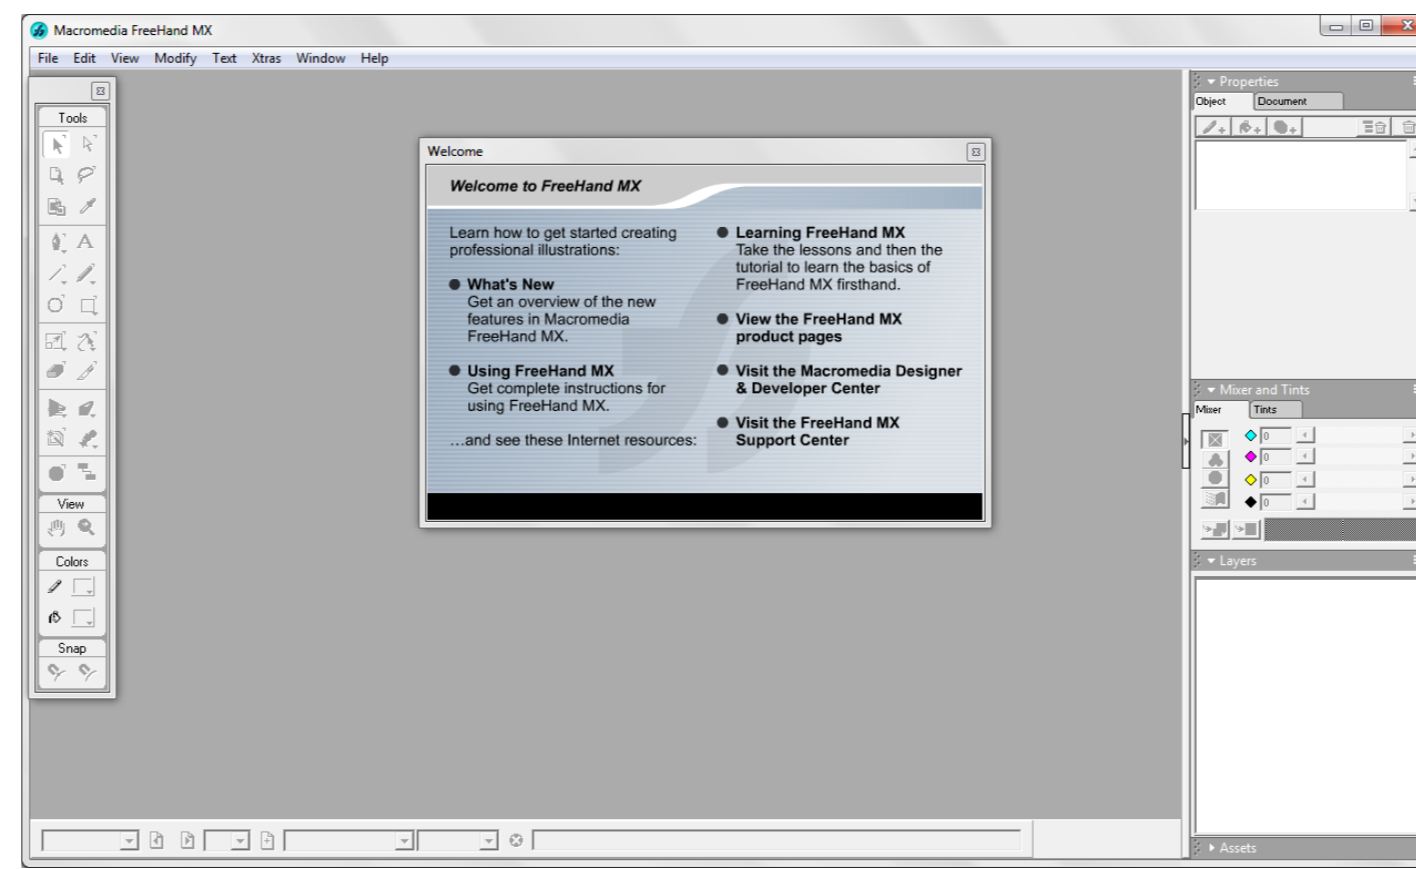 Macromedia FreeHand MX
File Edit View Modify Text Xtras Window Help
Tools
A
View
Colors
Snap
Welcome
Welcome to FreeHand MX
Learn how to get started creating
professional illustrations:
What's New
Get an overview of the new
features in Macromedia
FreeHand MX.
Using FreeHand MX
Get complete instructions for
using FreeHand MX.
...and see these Internet resources:
Learning FreeHand MX
Take the lessons and then the
tutorial to learn the basics of
FreeHand MX firsthand.
View the FreeHand MX
product pages
Visit the Macromedia Designer
& Developer Center
Visit the FreeHand MX
Support Center
Properties
Object Document
Mixer and Tints
Mixer Tints
0
0
0
0
Layers
Assets